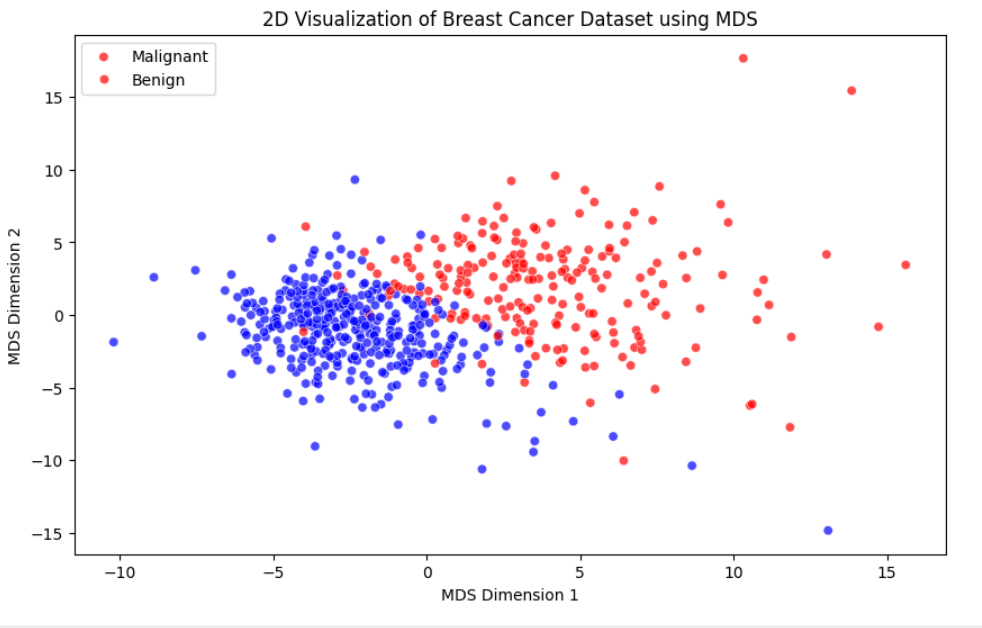 2D Visualization of Breast Cancer Dataset using MDS
Malignant
Benign
15
10
5
0
−5
−10
−15
MDS Dimension 2
−10
−5
0
5
10
15
MDS Dimension 1